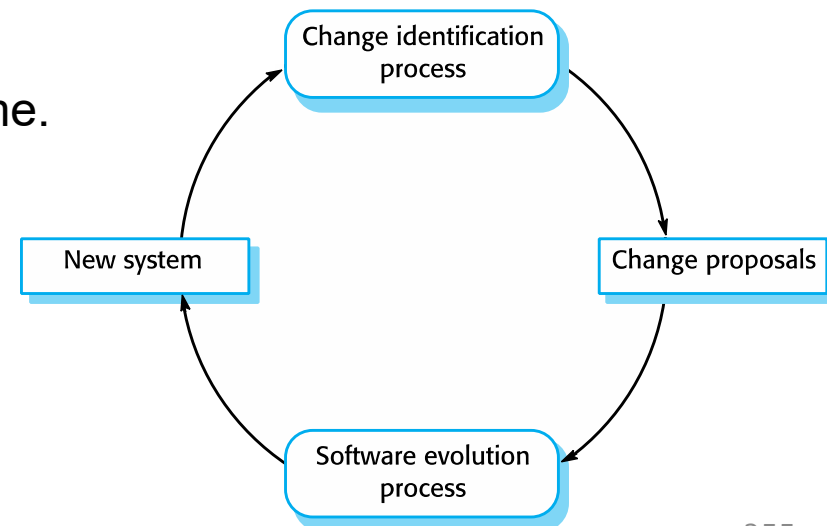 Change identification
process
ne.
New system
Change proposals
Software evolution
process